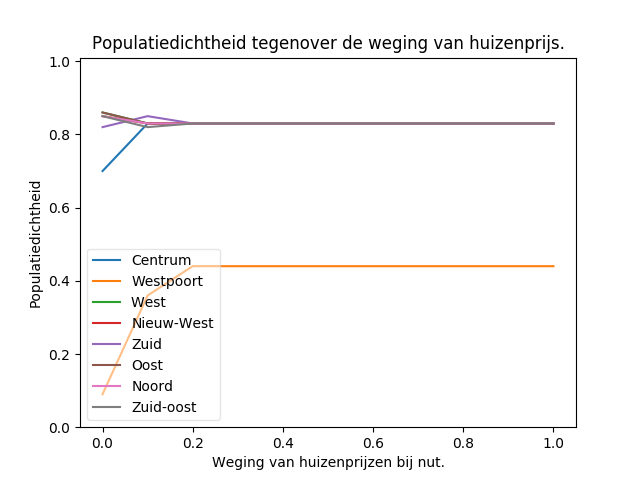 Populatiedichtheid tegenover de weging van huizenprijs.
1.0
0.8
0.6
0.4
0.2
0.0
Populatiedichtheid
Centrum
Westpoort
West
Nieuw-West
Zuid
Oost
Noord
Zuid-oost
0.0 0.2 0.4 0.6 0.8 1.0
Weging van huizenprijzen bij nut.